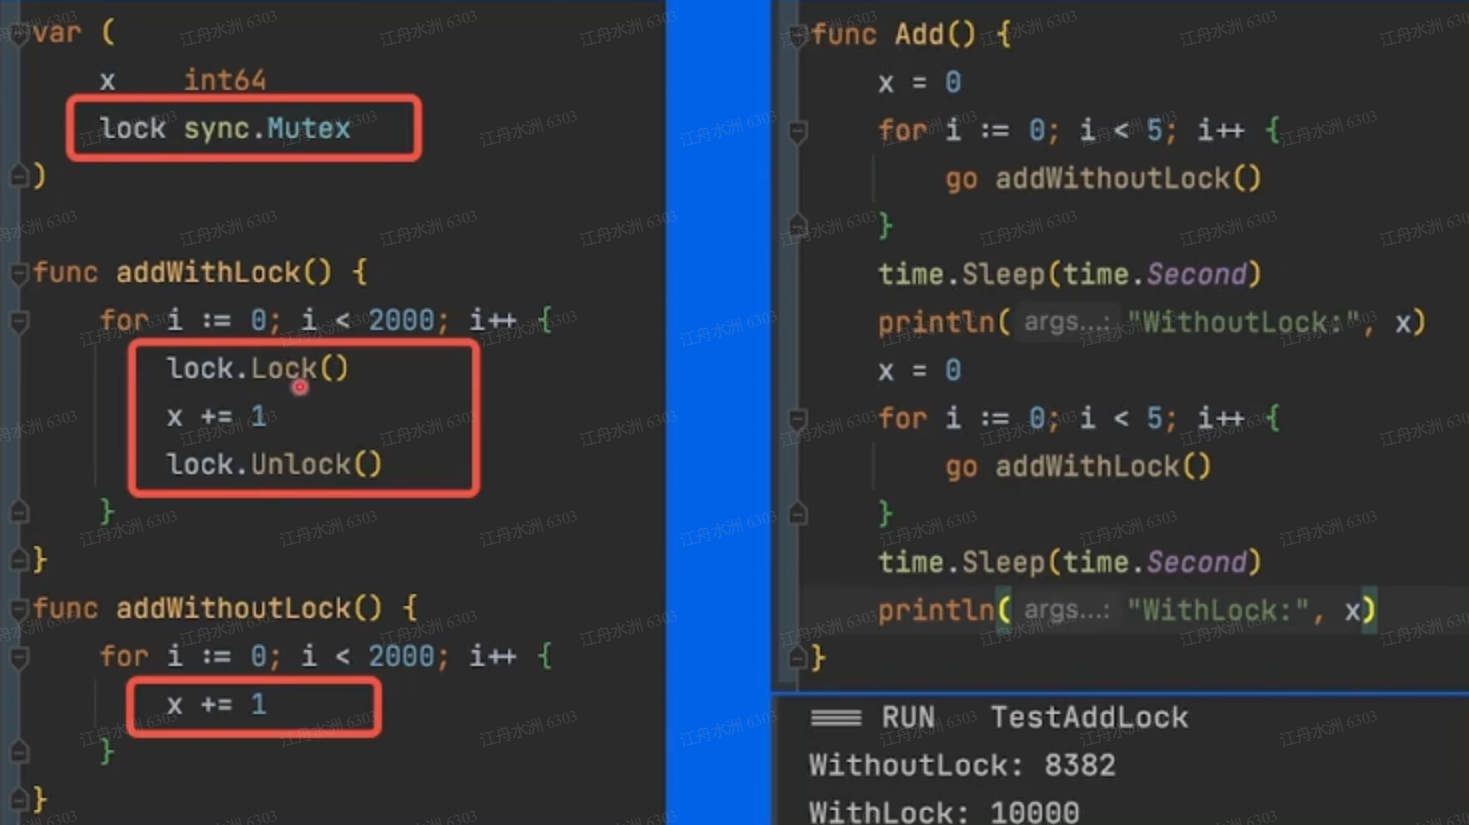 var (
x int64
lock sync.Mutex
)
func addWithLock() {
for i := 0; i < 2000; i++ {
lock.Lock()
x += 1
lock.Unlock()
}
}
func addWithoutLock() {
for i := 0; i < 2000; i++ {
x += 1
}
}
func Add() {
x = 0
for i := 0; i < 5; i++ {
go addWithoutLock()
}
time.Sleep(time.Second)
println( args...: "WithoutLock:", x)
x = 0
for i := 0; i < 5; i++ {
go addWithLock()
}
time.Sleep(time.Second)
println( args...: "WithLock:", x)
}
=== RUN TestAddLock
WithoutLock: 8382
WithLock: 10000
江舟水洲 6303